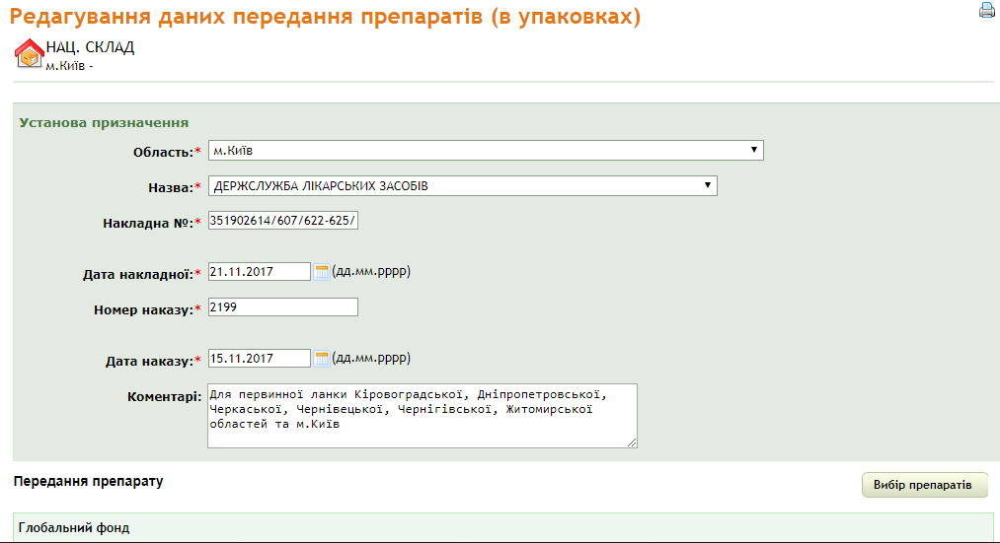 Редагування даних передання препаратів (в упаковках)
НАЦ. СКЛАД
м.Київ -
Установа призначення
Область:* м.Київ
Назва:* ДЕРЖСЛУЖБА ЛІКАРСЬКИХ ЗАСОБІВ
Накладна №:* 351902614/607/622-625/
Дата накладної:* 21.11.2017 (дд.мм.рррр)
Номер наказу:* 2199
Дата наказу:* 15.11.2017 (дд.мм.рррр)
Коментарі: Для первинної ланки Кіровоградської, Дніпропетровської,
Черкаської, Чернівецької, Чернігівської, Житомирської
областей та м.Київ
Передання препарату
Вибір препаратів
Глобальний фонд